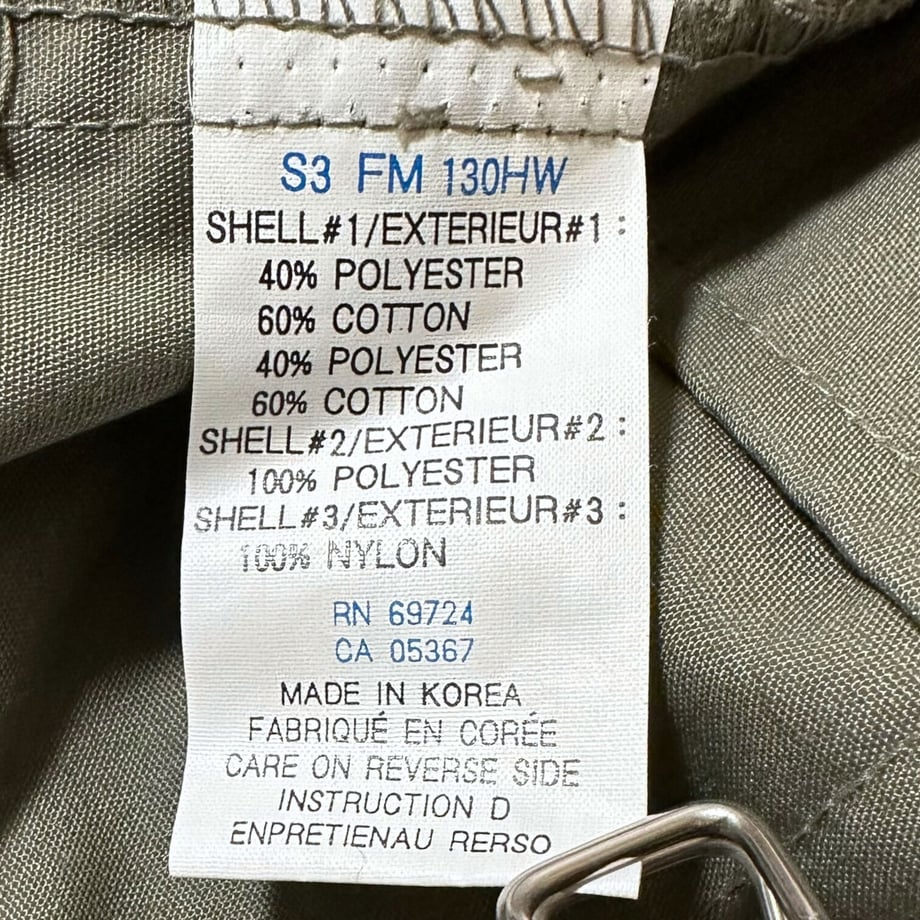 S3 FM 130HW
SHELL#1/EXTERIEUR#1:
40% POLYESTER
60% COTTON
40% POLYESTER
60% COTTON
SHELL#2/EXTERIEUR#2:
100% POLYESTER
SHELL#3/EXTERIEUR#3:
100% NYLON
RN 69724
CA 05367
MADE IN KOREA
FABRIQUÉ EN CORÉE
CARE ON REVERSE SIDE
INSTRUCTION D
ENPRETIENAU RERSO